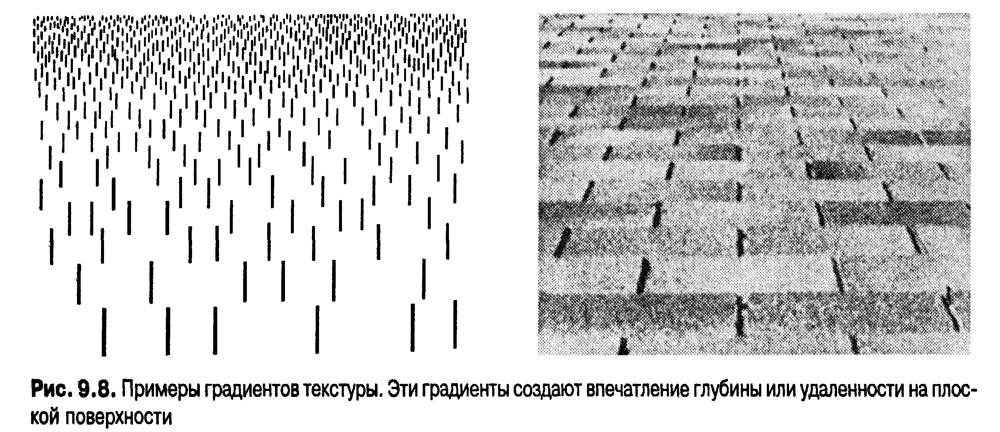 Рис. 9.8. Примеры градиентов текстуры. Эти градиенты создают впечатление глубины или удаленности на плос-
кой поверхности